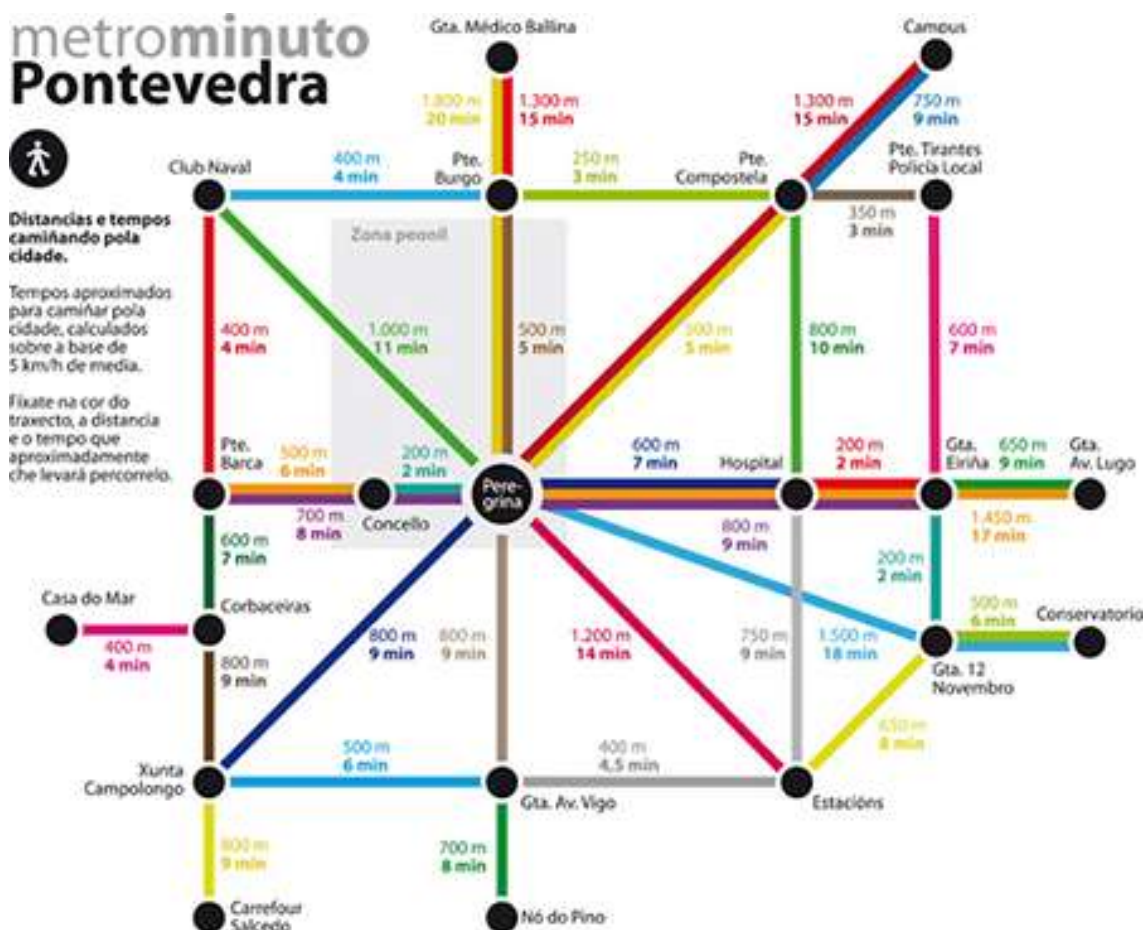 metrominuto
Pontevedra
Gta. Médico Ballina
Campus
1.800 m
20 min
1.300 m
15 min
1.300 m
15 min
750 m
9 min
Club Naval
400 m
4 min
Pte.
Burgo
250 m
3 min
Pte.
Compostela
Pte. Tirantes
Policía Local
350 m
3 min
Distancias e tempos
camiñando pola
cidade.
Tempos aproximados
para camiñar pola
cidade, calculados
sobre a base de
5 km/h de media.
Fíxate na cor do
traxecto, a distancia
e o tempo que
aproximadamente
che levará percorrelo.
Zona peonil
400 m
4 min
1.000 m
11 min
500 m
5 min
500 m
5 min
800 m
10 min
600 m
7 min
Pte.
Barca
500 m
6 min
200 m
2 min
600 m
7 min
Hospital
200 m
2 min
Gta.
Eiriña
650 m
9 min
Gta.
Av. Lugo
Pere-
grina
700 m
8 min
Concello
800 m
9 min
1.450 m
17 min
600 m
7 min
200 m
2 min
Casa do Mar
Corbaceiras
500 m
6 min
Conservatorio
400 m
4 min
800 m
9 min
800 m
9 min
800 m
9 min
1.200 m
14 min
750 m
9 min
1.500 m
18 min
Gta. 12
Novembro
650 m
8 min
Xunta
Campolongo
500 m
6 min
400 m
4,5 min
Gta. Av. Vigo
Estacións
9 min
700 m
8 min
Carrefour
Salcedo
Nó do Pino